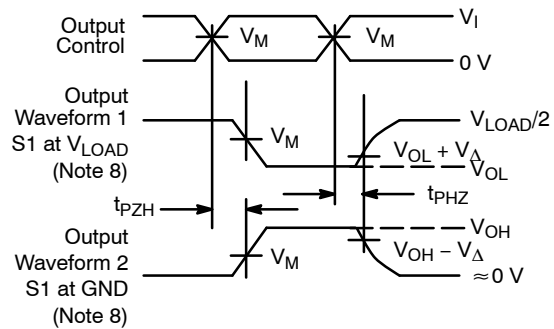 Output
Control
V_M
V_M
V_I
0 V
Output
Waveform 1
S1 at V_LOAD
(Note 8)
V_M
V_LOAD/2
V_OL + V_Δ
V_OL
t_PZH
t_PHZ
Output
Waveform 2
S1 at GND
(Note 8)
V_M
V_OH
V_OH − V_Δ
≈0 V